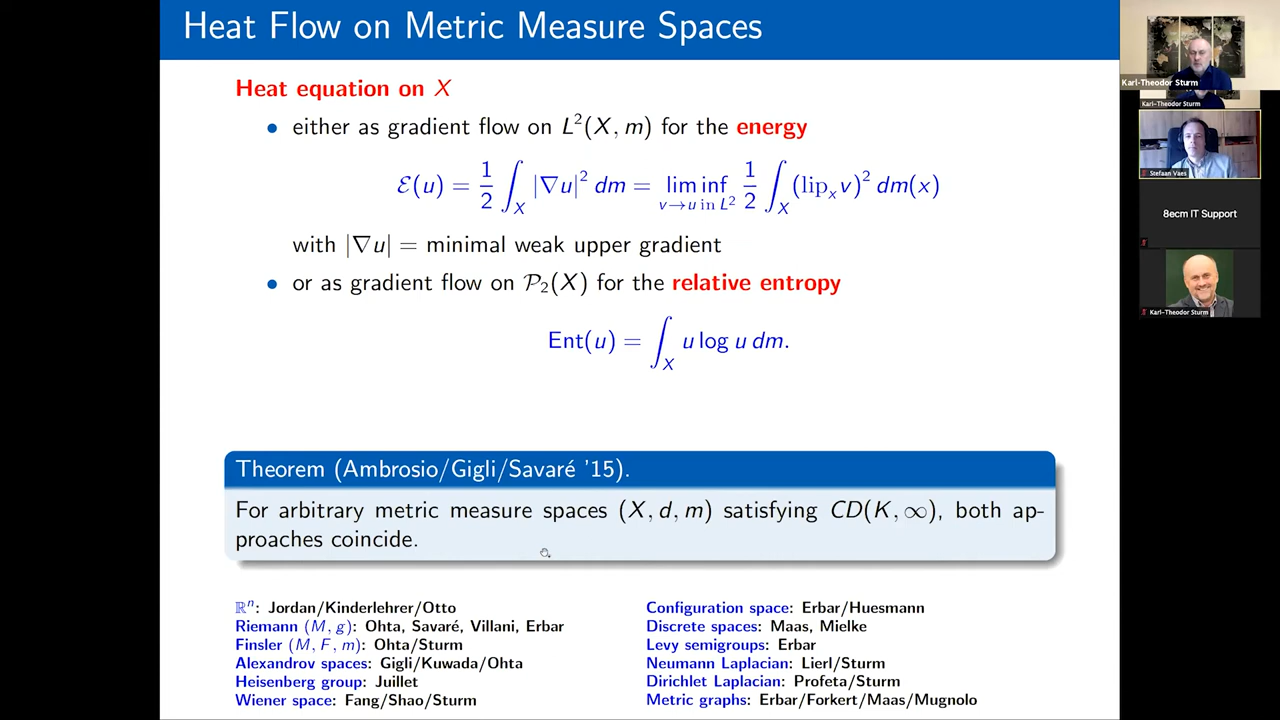 Heat Flow on Metric Measure Spaces
Heat equation on X
• either as gradient flow on L²(X, m) for the energy
ℰ(u) = 1/2 ∫_X |∇u|² dm = lim inf_{v→u in L²} 1/2 ∫_X (lip_x v)² dm(x)
with |∇u| = minimal weak upper gradient
• or as gradient flow on 𝒫₂(X) for the relative entropy
Ent(u) = ∫_X u log u dm.
Theorem (Ambrosio/Gigli/Savaré '15).
For arbitrary metric measure spaces (X, d, m) satisfying CD(K, ∞), both ap-
proaches coincide.
ℝⁿ: Jordan/Kinderlehrer/Otto
Riemann (M, g): Ohta, Savaré, Villani, Erbar
Finsler (M, F, m): Ohta/Sturm
Alexandrov spaces: Gigli/Kuwada/Ohta
Heisenberg group: Juillet
Wiener space: Fang/Shao/Sturm
Configuration space: Erbar/Huesmann
Discrete spaces: Maas, Mielke
Levy semigroups: Erbar
Neumann Laplacian: Lierl/Sturm
Dirichlet Laplacian: Profeta/Sturm
Metric graphs: Erbar/Forkert/Maas/Mugnolo
Karl-Theodor Sturm
Karl-Theodor Sturm
Stefaan Vaes
8ecm IT Support
Karl-Theodor Sturm